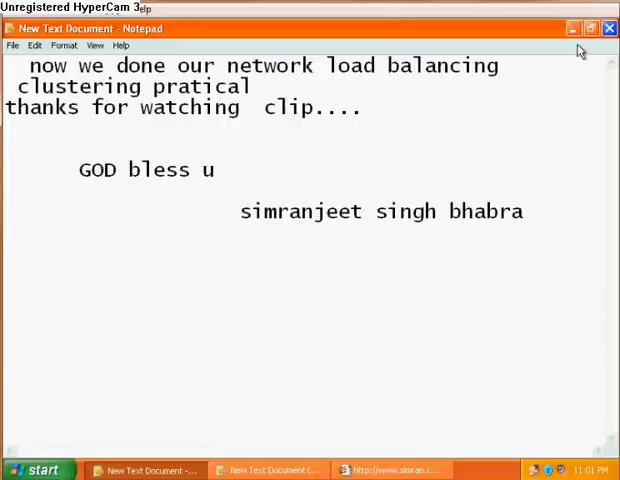 Unregistered HyperCam 3
elp
New Text Document - Notepad
File Edit Format View Help
now we done our network load balancing
clustering pratical
thanks for watching clip....
GOD bless u
simranjeet singh bhabra
start
New Text Document -...
New Text Document (...
http://www.simran.c...
11:01 PM